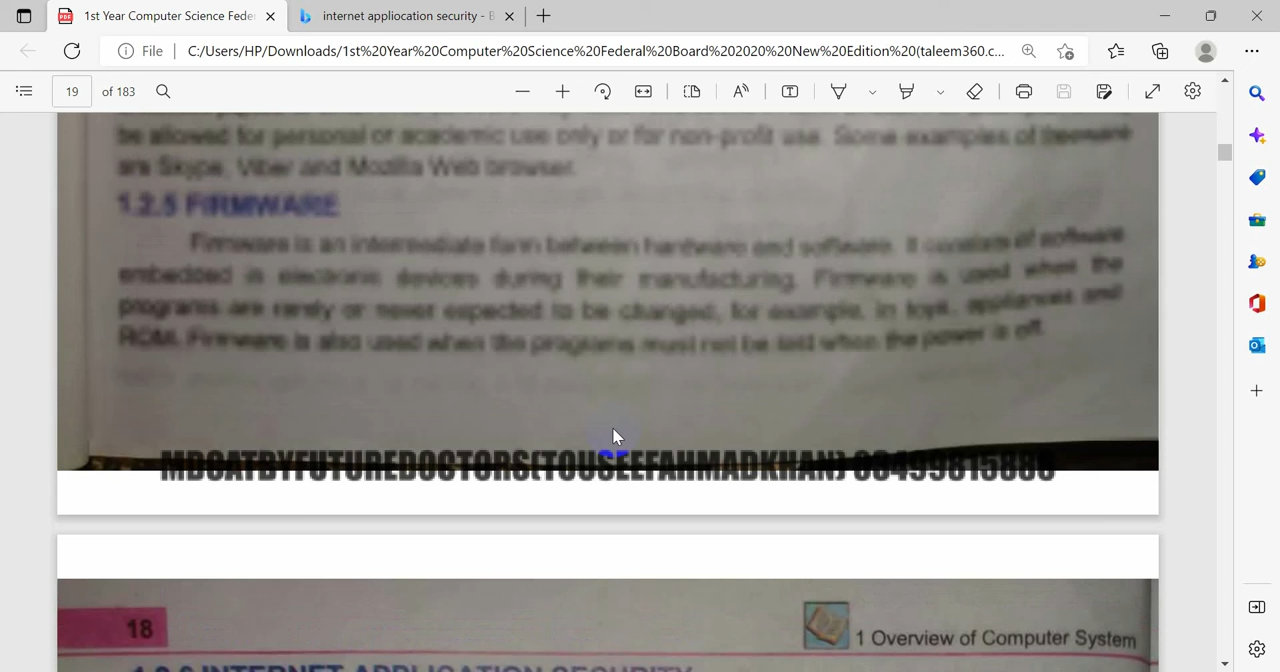 1st Year Computer Science Fede
internet appliocation security - B
File
C:/Users/HP/Downloads/1st%20Year%20Computer%20Science%20Federal%20Board%202020%20New%20Edition%20(taleem360.c...
19 of 183
be allowed for personal or academic use only or for non-profit use. Some examples of freeware
are Skype, Viber and Mozilla Web browser.
1.2.5 FIRMWARE
Firmware is an intermediate form between hardware and software. It consists of software
embedded in electronic devices during their manufacturing. Firmware is used when the
programs are rarely or never expected to be changed, for example, in toys, appliances and
ROM. Firmware is also used when the programs must not be lost when the power is off.
MDCATBYFUTUREDOCTORS(TOUSEEFAHMADKHAN)
18
1 Overview of Computer System
1.2.6 INTERNET APPLICATION SECURITY